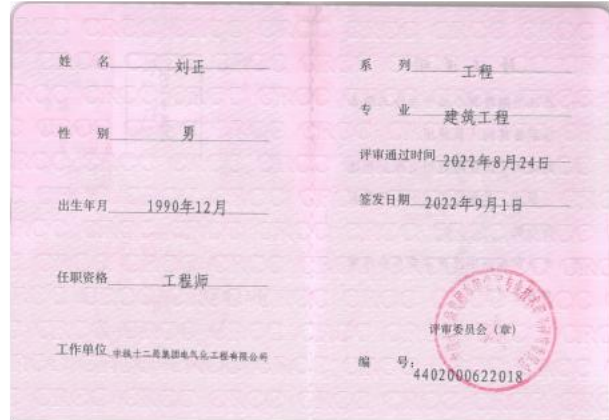 姓 名 刘正
性 别 男
出生年月 1990年12月
任职资格 工程师
工作单位 中铁十二局集团电气化工程有限公司
系 列 工程
专 业 建筑工程
评审通过时间 2022年8月24日
签发日期 2022年9月1日
评审委员会（章）
编 号：4402000622018